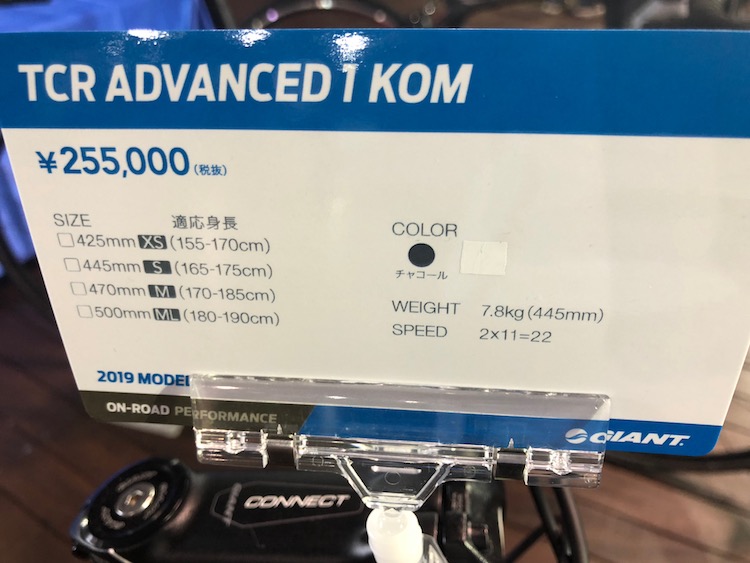 TCR ADVANCED 1 KOM
¥255,000(税抜)
SIZE 適応身長
425mm XS (155-170cm)
445mm S (165-175cm)
470mm M (170-185cm)
500mm ML (180-190cm)
COLOR
チャコール
WEIGHT 7.8kg(445mm)
SPEED 2x11=22
2019 MODEL
ON-ROAD PERFORMANCE
GIANT
CONNECT